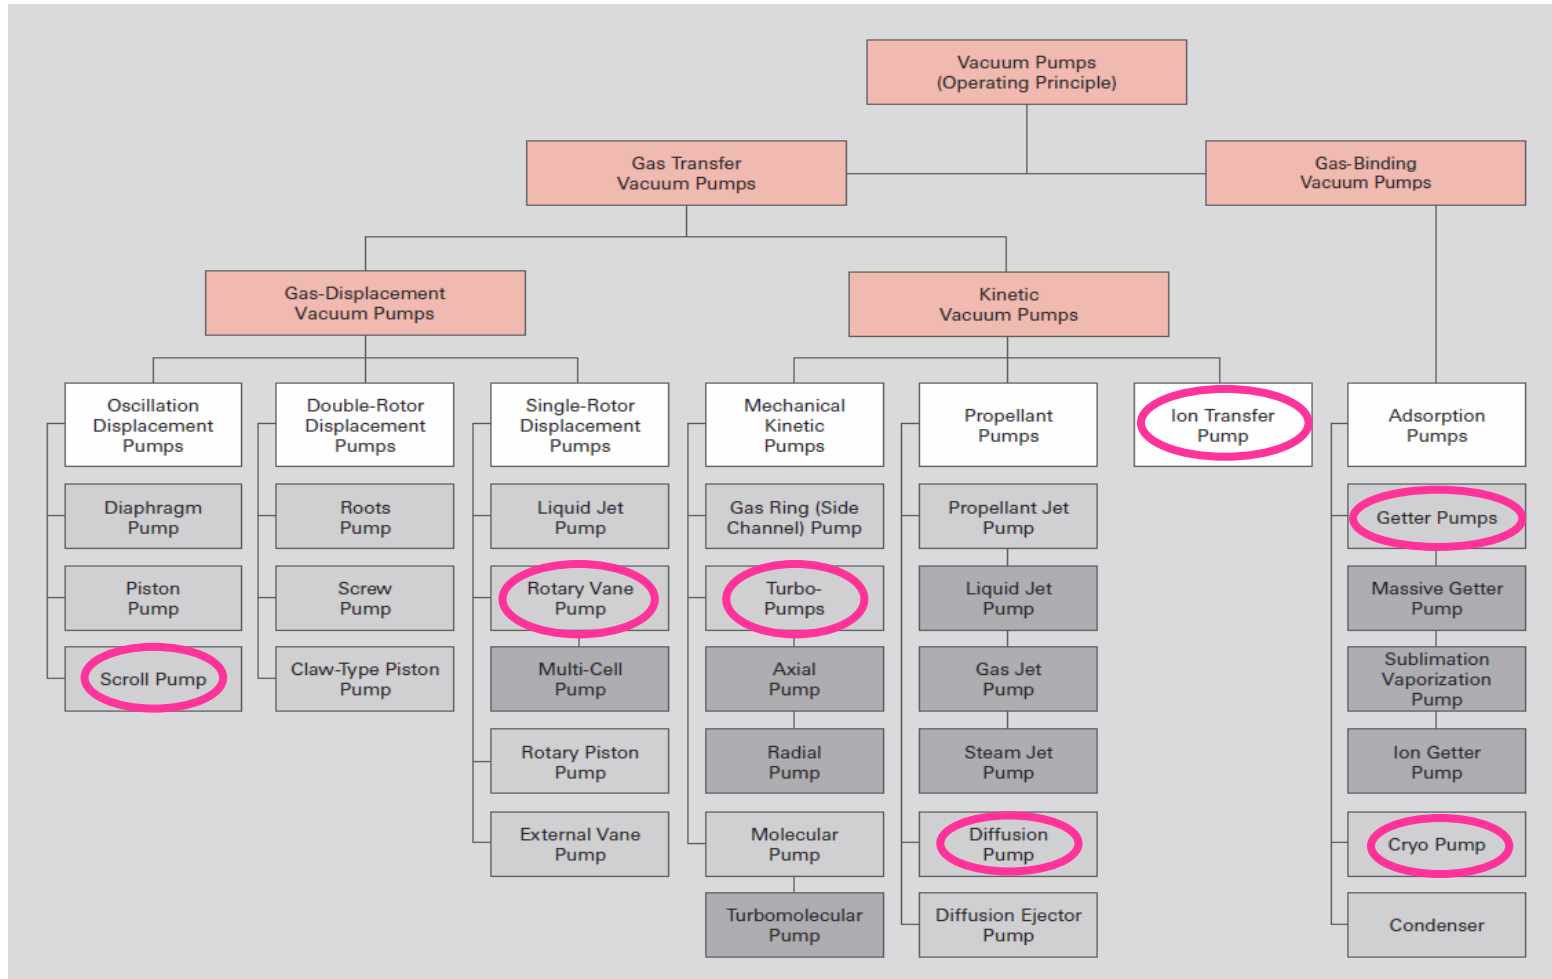 Vacuum Pumps
(Operating Principle)
Gas Transfer
Vacuum Pumps
Gas-Binding
Vacuum Pumps
Gas-Displacement
Vacuum Pumps
Kinetic
Vacuum Pumps
Oscillation
Displacement
Pumps
Diaphragm
Pump
Piston
Pump
Scroll Pump
Double-Rotor
Displacement
Pumps
Roots
Pump
Screw
Pump
Claw-Type Piston
Pump
Single-Rotor
Displacement
Pumps
Liquid Jet
Pump
Rotary Vane
Pump
Multi-Cell
Pump
Rotary Piston
Pump
External Vane
Pump
Mechanical
Kinetic
Pumps
Gas Ring (Side
Channel) Pump
Turbo-
Pumps
Axial
Pump
Radial
Pump
Molecular
Pump
Turbomolecular
Pump
Propellant
Pumps
Propellant Jet
Pump
Liquid Jet
Pump
Gas Jet
Pump
Steam Jet
Pump
Diffusion
Pump
Diffusion Ejector
Pump
Ion Transfer
Pump
Adsorption
Pumps
Getter Pumps
Massive Getter
Pump
Sublimation
Vaporization
Pump
Ion Getter
Pump
Cryo Pump
Condenser